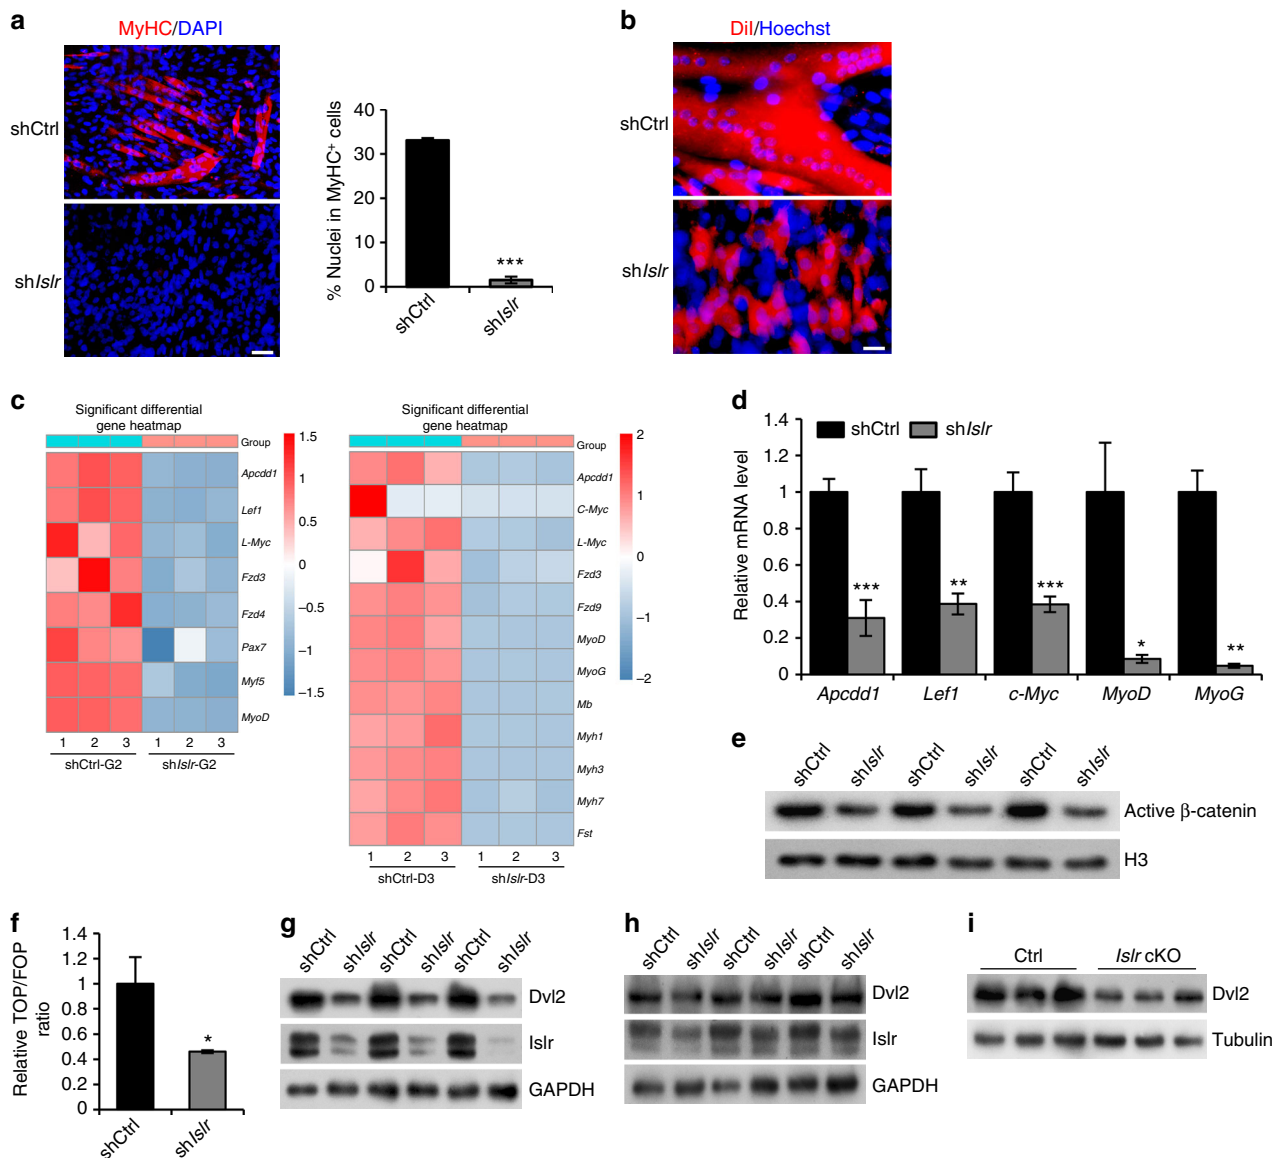 a
MyHC/DAPI
shCtrl
shIslr
% Nuclei in MyHC+ cells
40
30
20
10
0
***
shCtrl
shIslr
b
DiI/Hoechst
shCtrl
shIslr
c
Significant differential
gene heatmap
Group
Apcdd1
Lef1
L-Myc
Fzd3
Fzd4
Pax7
Myf5
MyoD
1.5
1
0.5
0
−0.5
−1
−1.5
1 2 3 1 2 3
shCtrl-G2 shIslr-G2
Significant differential
gene heatmap
Group
Apcdd1
C-Myc
L-Myc
Fzd3
Fzd9
MyoD
MyoG
Mb
Myh1
Myh3
Myh7
Fst
2
1
0
−1
−2
1 2 3 1 2 3
shCtrl-D3 shIslr-D3
d
Relative mRNA level
1.4
1.2
1
0.8
0.6
0.4
0.2
0
shCtrl shIslr
*** ** *** * **
Apcdd1 Lef1 c-Myc MyoD MyoG
e
shCtrl shIslr shCtrl shIslr shCtrl shIslr
Active β-catenin
H3
f
Relative TOP/FOP
ratio
1.4
1.2
1
0.8
0.6
0.4
0.2
0
*
shCtrl
shIslr
g
shCtrl shIslr shCtrl shIslr shCtrl shIslr
Dvl2
Islr
GAPDH
h
shCtrl shIslr shCtrl shIslr shCtrl shIslr
Dvl2
Islr
GAPDH
i
Ctrl Islr cKO
Dvl2
Tubulin